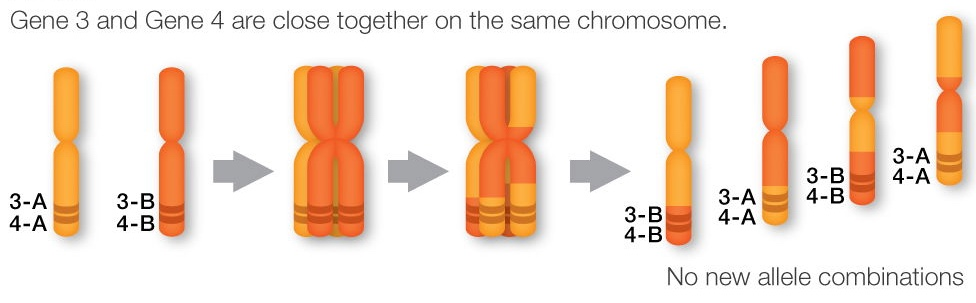 Gene 3 and Gene 4 are close together on the same chromosome.
3-A
4-A
3-B
4-B
3-B
4-B
3-A
4-A
3-B
4-B
3-A
4-A
No new allele combinations